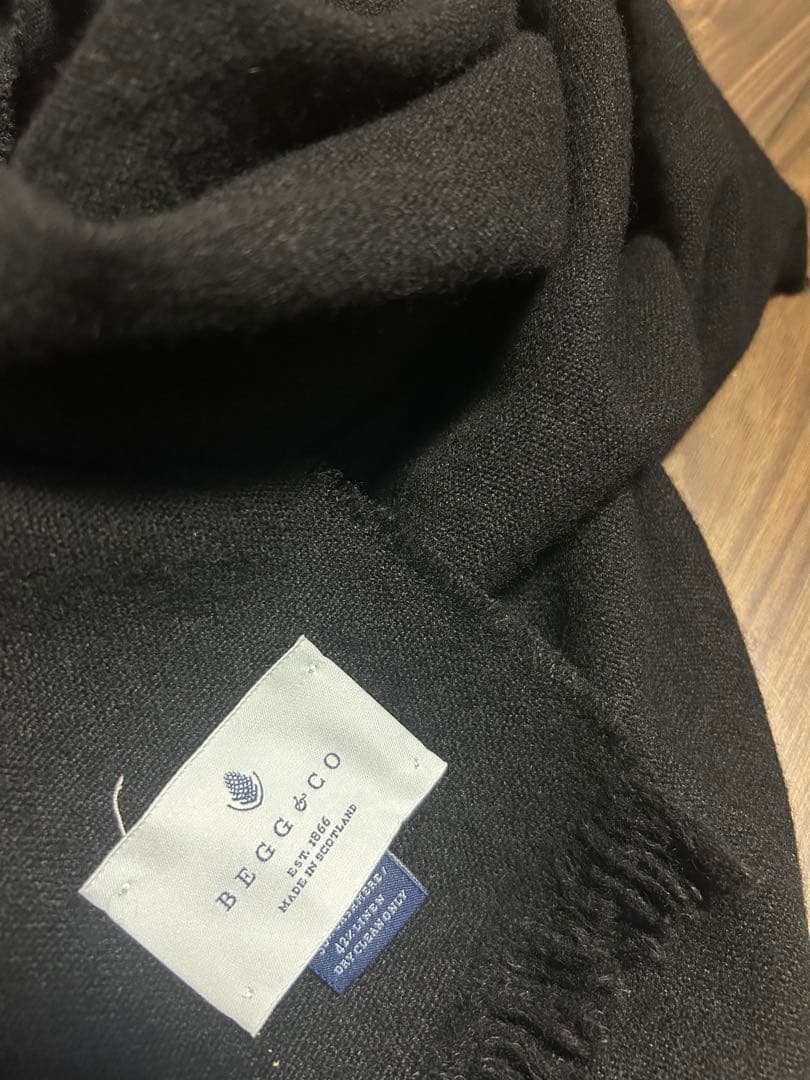 BEGG & CO
EST. 1866
MADE IN SCOTLAND
42% LINEN
DRY CLEAN ONLY